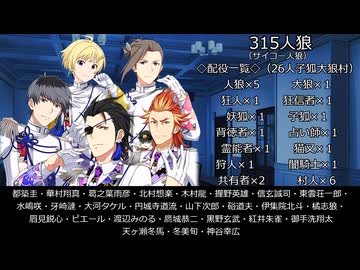 315人狼
(サイコー人狼)
◇配役一覧◇(26人子狐大狼村)
人狼×5 大狼×1
狂人×1 狂信者×1
妖狐×1 子狐×1
背徳者×1 占い師×1
霊能者×1 猫又×1
狩人×1 闇騎士×1
共有者×2 村人×6
都築圭・華村翔真・葛之葉雨彦・北村想楽・木村龍・握野英雄・信玄誠司・東雲荘一郎・
水嶋咲・牙崎漣・大河タケル・円城寺道流・山下次郎・硲道夫・伊集院北斗・橘志狼・
眉見鋭心・ピエール・渡辺みのる・鷹城恭二・黒野玄武・紅井朱雀・御手洗翔太
天ヶ瀬冬馬・冬美旬・神谷幸広